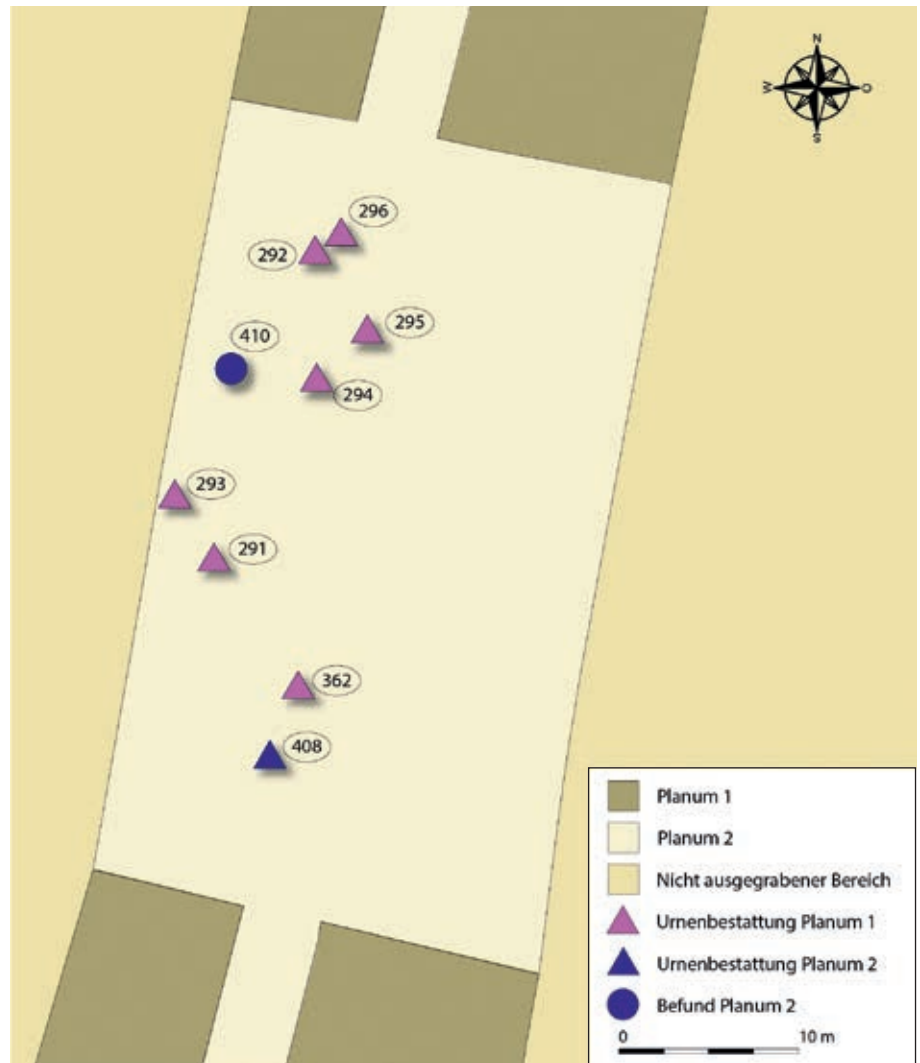 N
W
O
S
296
292
295
410
294
293
291
362
408
Planum 1
Planum 2
Nicht ausgegrabener Bereich
Urnenbestattung Planum 1
Urnenbestattung Planum 2
Befund Planum 2
0 10 m